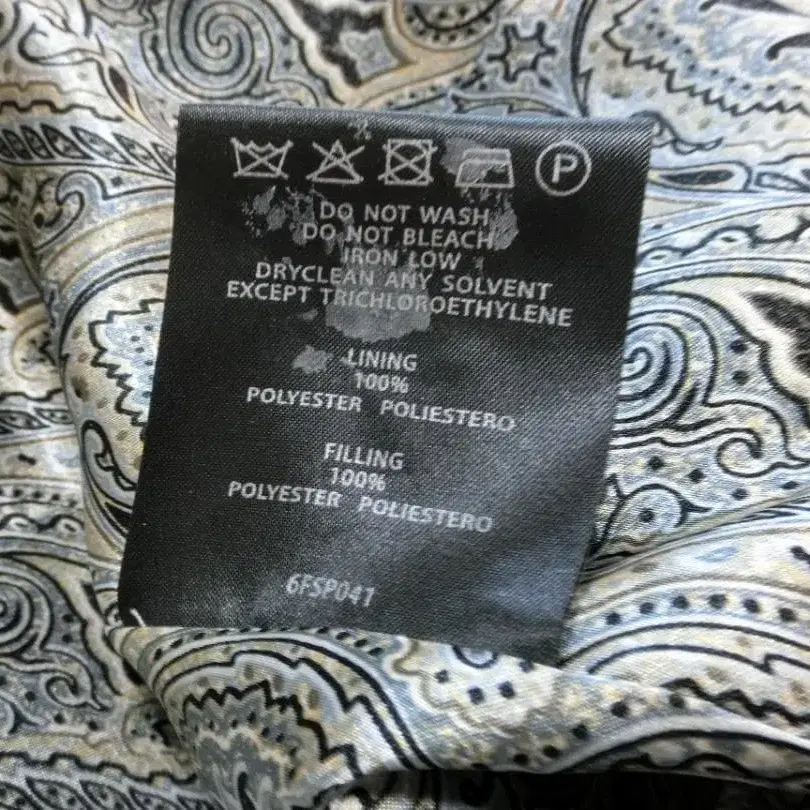 P
DO NOT WASH
DO NOT BLEACH
IRON LOW
DRYCLEAN ANY SOLVENT
EXCEPT TRICHLOROETHYLENE
LINING
100%
POLYESTER POLIESTERO
FILLING
100%
POLYESTER POLIESTERO
6FSP041